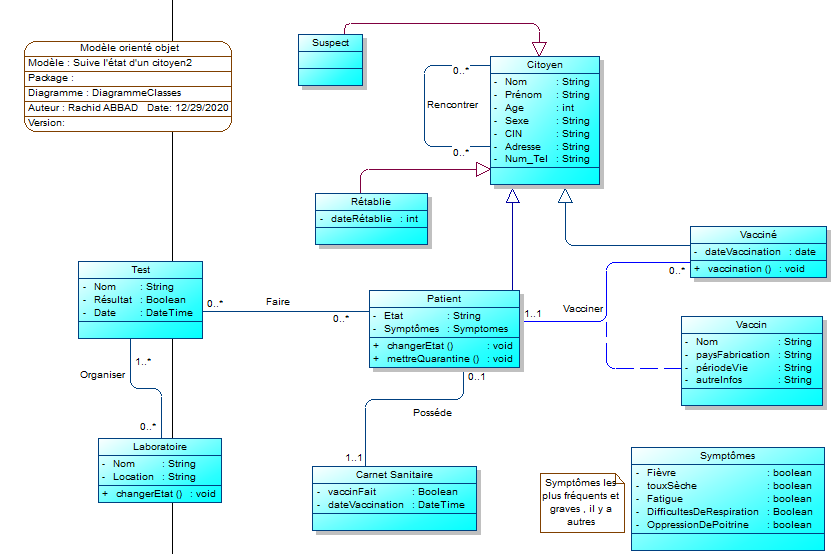 Modèle orienté objet
Modèle : Suive l'état d'un citoyen2
Package :
Diagramme : DiagrammeClasses
Auteur : Rachid ABBAD Date: 12/29/2020
Version:
Suspect
Citoyen
- Nom : String
- Prénom : String
- Age : int
- Sexe : String
- CIN : String
- Adresse : String
- Num_Tel : String
0..*
Rencontrer
0..*
Rétablie
- dateRétablie : int
Vacciné
- dateVaccination : date
+ vaccination () : void
0..*
Test
- Nom : String
- Résultat : Boolean
- Date : DateTime
0..*
Faire
0..*
Patient
- Etat : String
- Symptômes : Symptomes
+ changerEtat () : void
+ mettreQuarantine () : void
1..1
Vacciner
Vaccin
- Nom : String
- paysFabrication : String
- périodeVie : String
- autreInfos : String
1..*
Organiser
0..*
0..1
Posséde
1..1
Laboratoire
- Nom : String
- Location : String
+ changerEtat () : void
Carnet Sanitaire
- vaccinFait : Boolean
- dateVaccination : DateTime
Symptômes les
plus fréquents et
graves , il y a
autres
Symptômes
- Fièvre : boolean
- touxSèche : boolean
- Fatigue : boolean
- DifficultesDeRespiration : Boolean
- OppressionDePoitrine : boolean